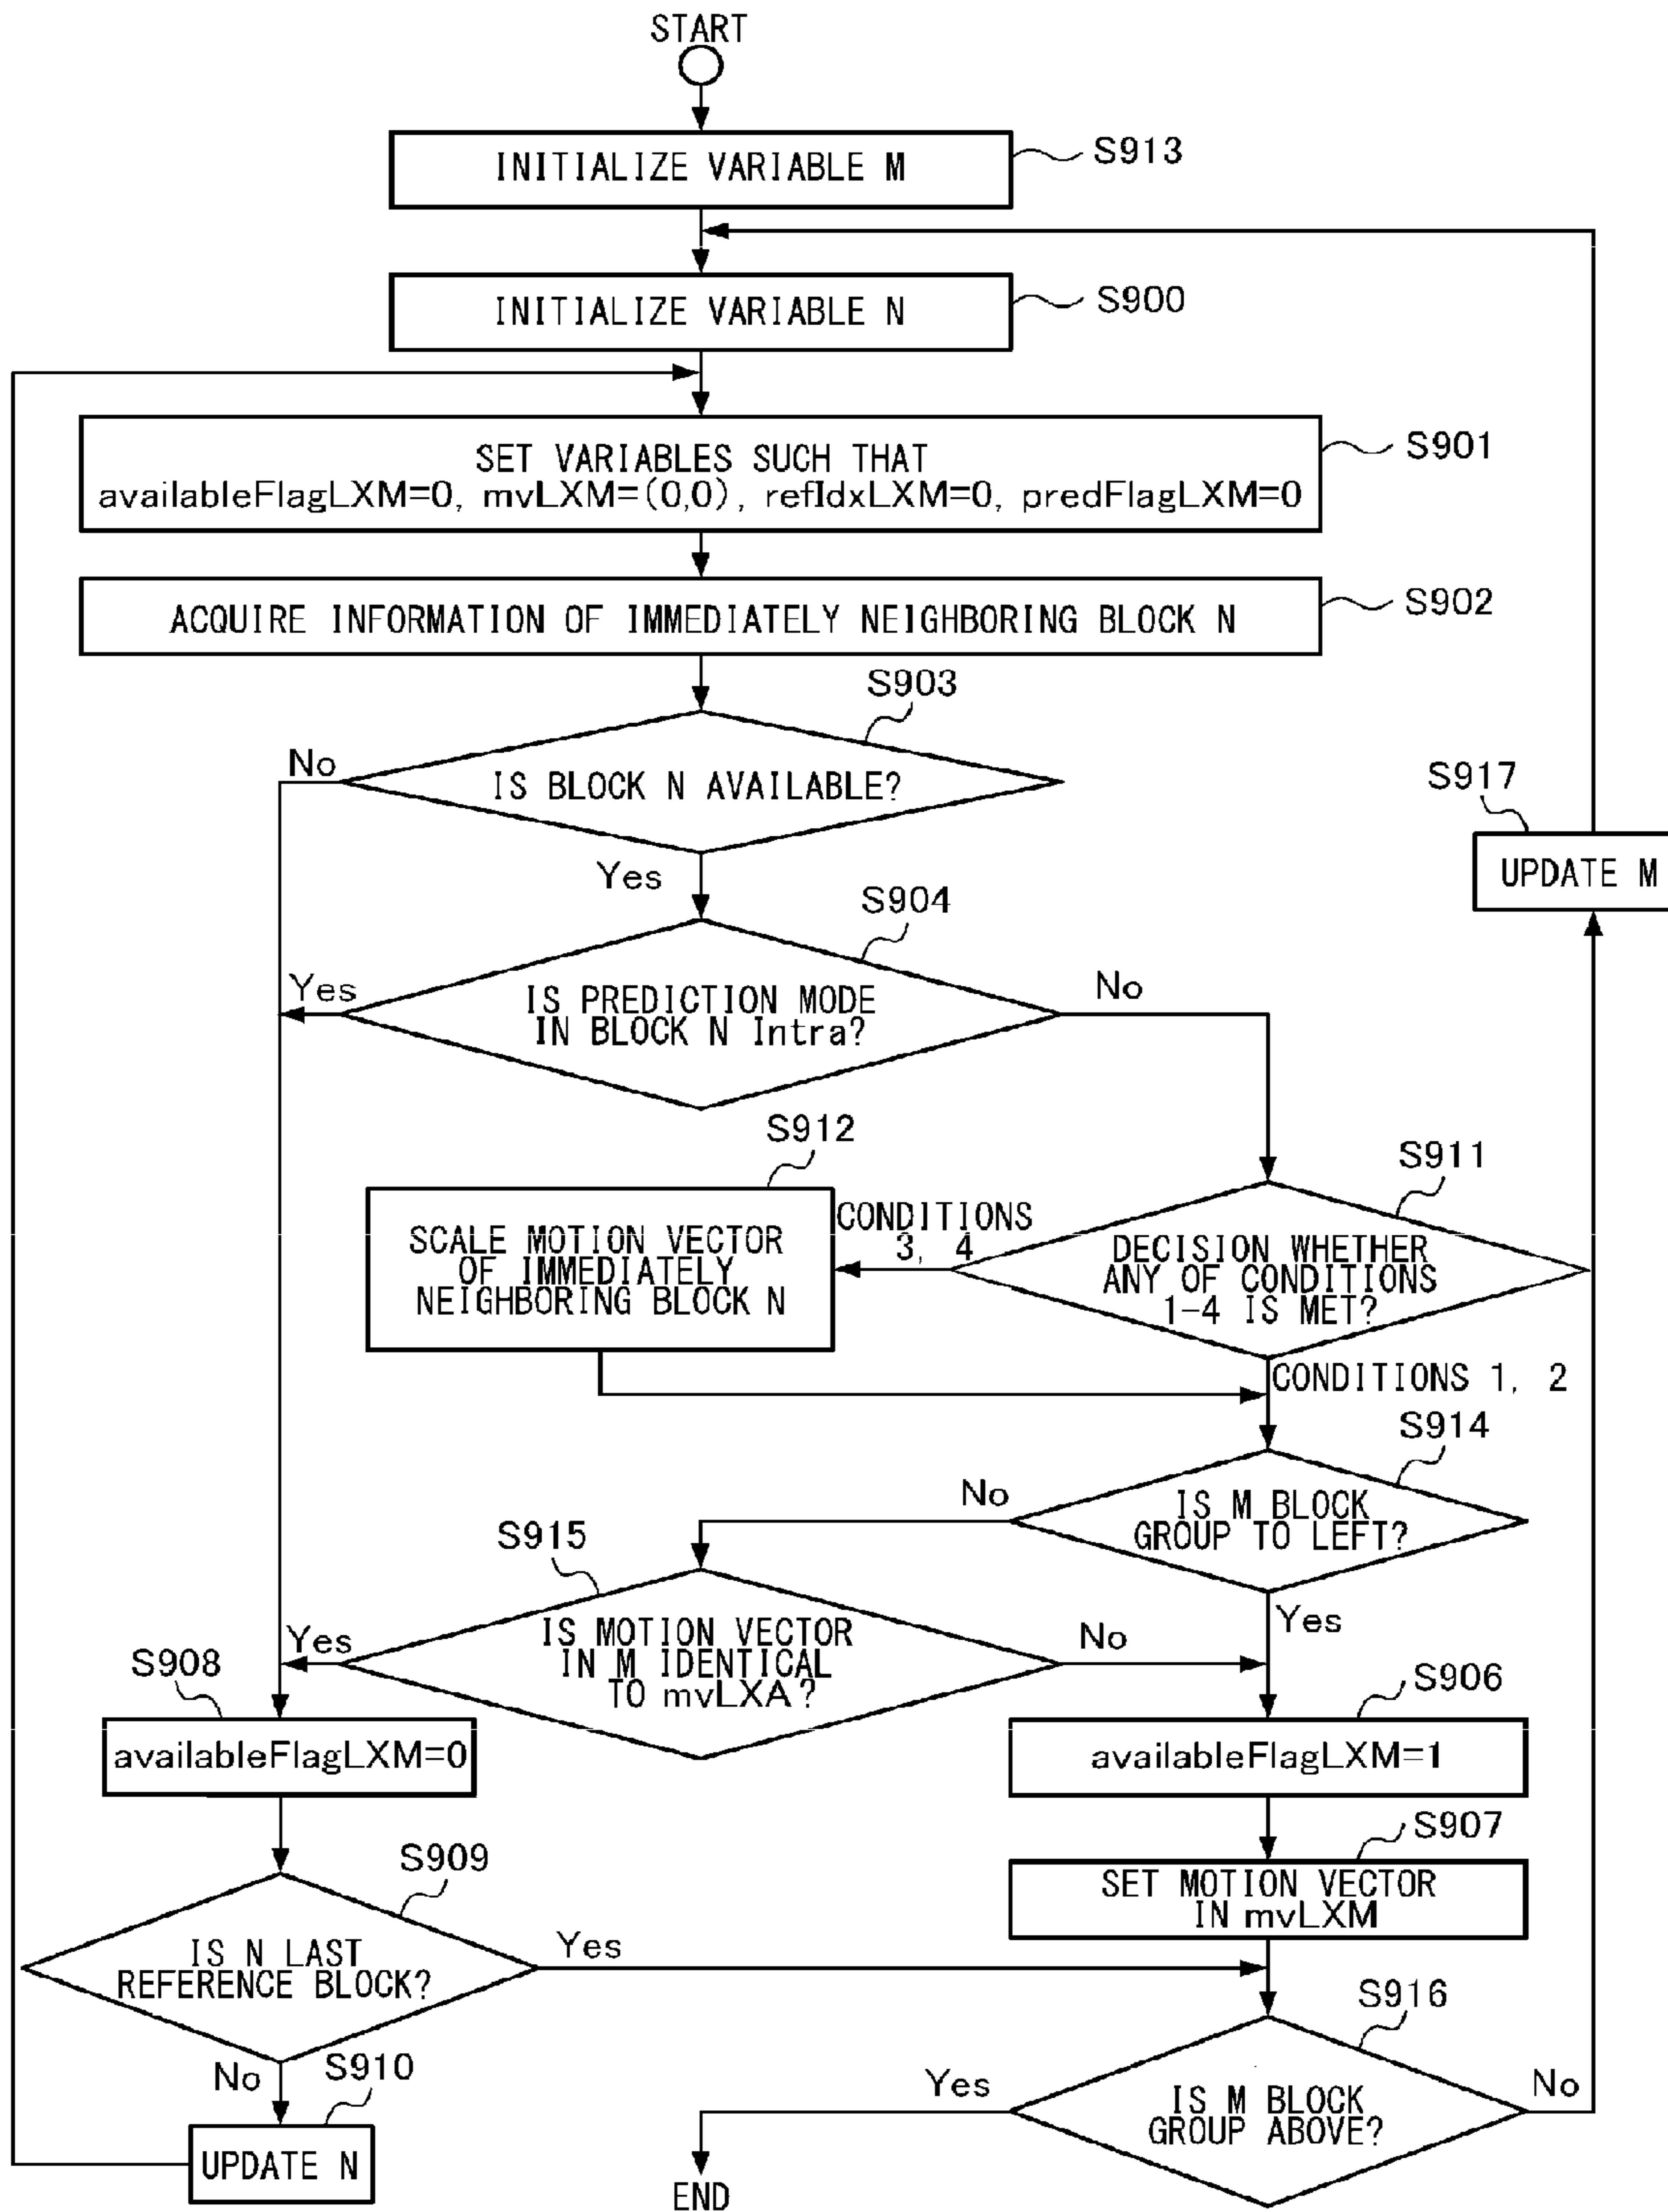 START
INITIALIZE VARIABLE M
S913
INITIALIZE VARIABLE N
S900
SET VARIABLES SUCH THAT
availableFlagLXM=0, mvLXM=(0,0), refIdxLXM=0, predFlagLXM=0
S901
ACQUIRE INFORMATION OF IMMEDIATELY NEIGHBORING BLOCK N
S902
S903
No
IS BLOCK N AVAILABLE?
Yes
S917
UPDATE M
S904
Yes
IS PREDICTION MODE
IN BLOCK N Intra?
No
S912
SCALE MOTION VECTOR
OF IMMEDIATELY
NEIGHBORING BLOCK N
CONDITIONS
3, 4
S911
DECISION WHETHER
ANY OF CONDITIONS
1-4 IS MET?
CONDITIONS 1, 2
S914
No
IS M BLOCK
GROUP TO LEFT?
Yes
S915
Yes
IS MOTION VECTOR
IN M IDENTICAL
TO mvLXA?
No
S908
availableFlagLXM=0
S906
availableFlagLXM=1
S907
SET MOTION VECTOR
IN mvLXM
S909
IS N LAST
REFERENCE BLOCK?
Yes
No
S910
UPDATE N
S916
Yes
IS M BLOCK
GROUP ABOVE?
No
END